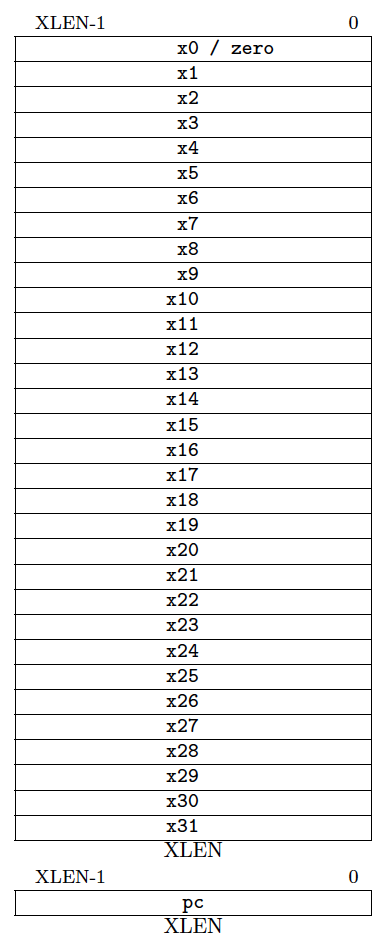 XLEN-1 0
x0 / zero
x1
x2
x3
x4
x5
x6
x7
x8
x9
x10
x11
x12
x13
x14
x15
x16
x17
x18
x19
x20
x21
x22
x23
x24
x25
x26
x27
x28
x29
x30
x31
XLEN
XLEN-1 0
pc
XLEN